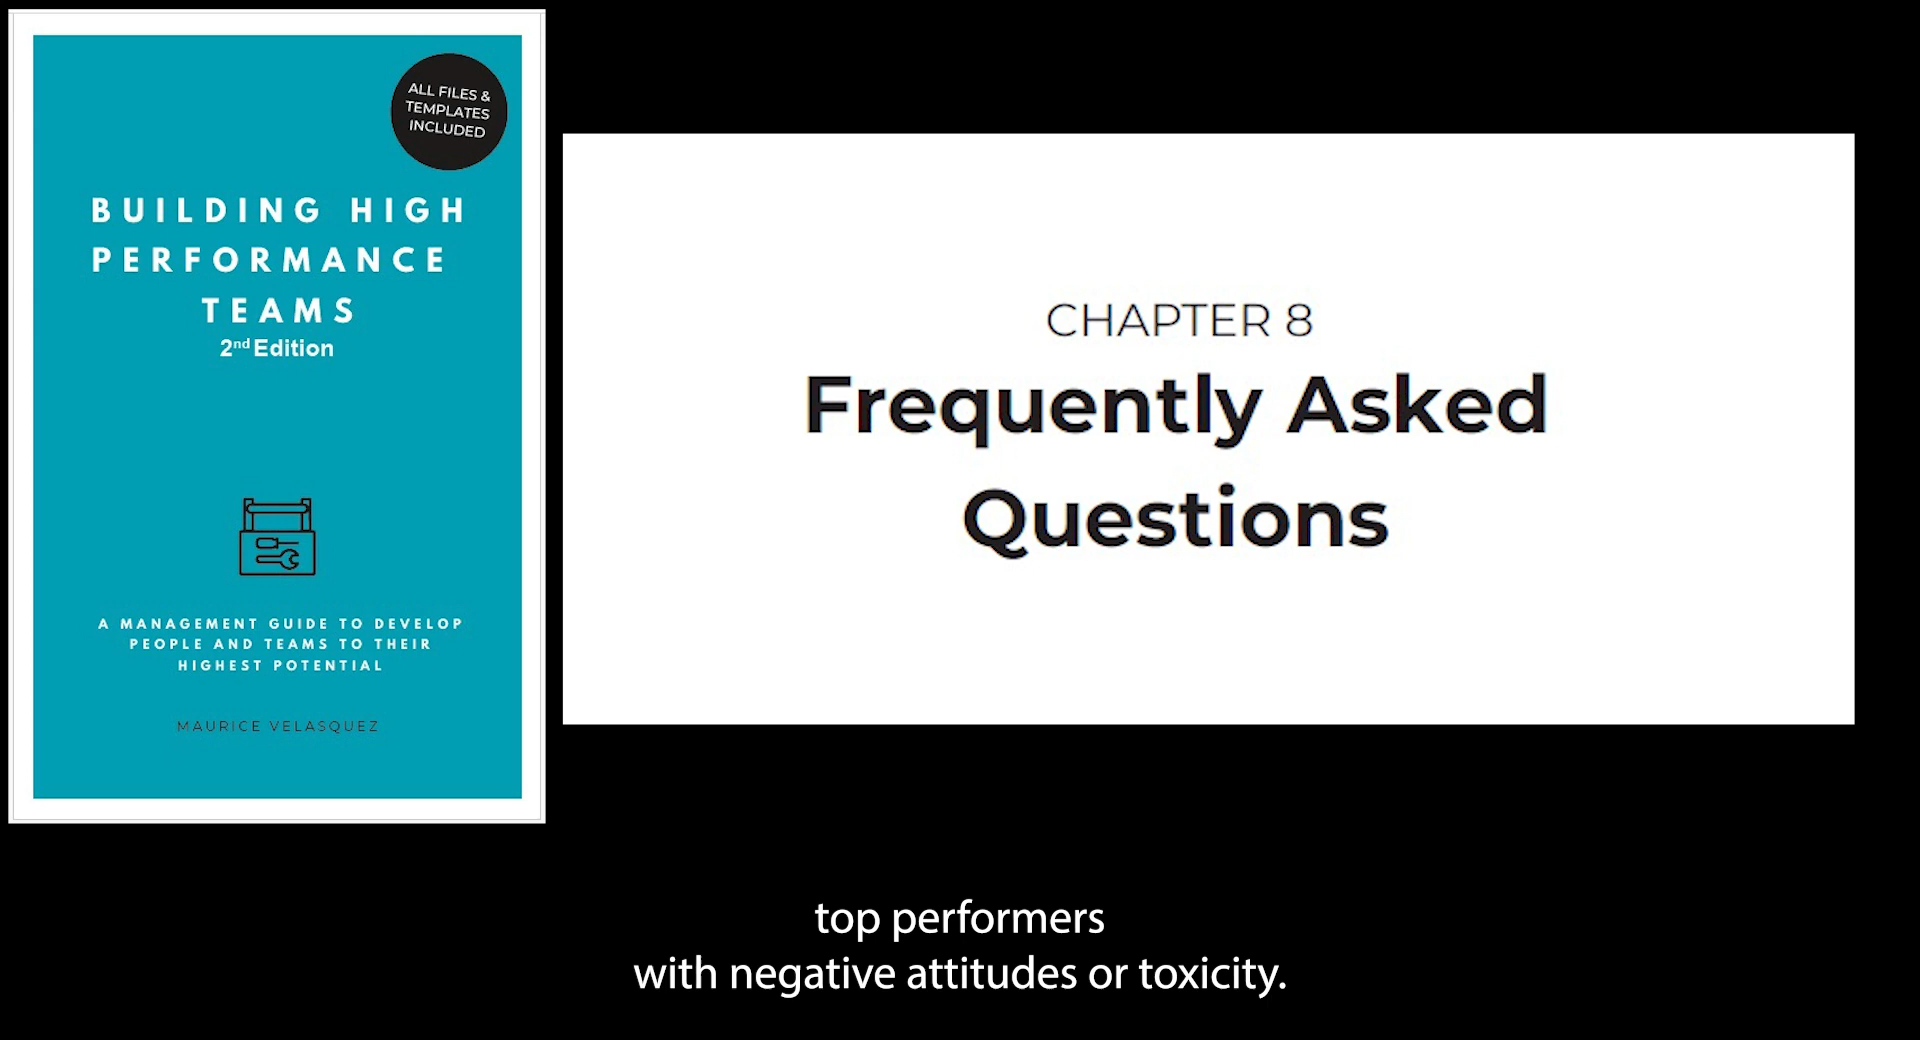 ALL FILES &
TEMPLATES
INCLUDED
BUILDING HIGH
PERFORMANCE
TEAMS
2nd Edition
A MANAGEMENT GUIDE TO DEVELOP
PEOPLE AND TEAMS TO THEIR
HIGHEST POTENTIAL
MAURICE VELASQUEZ
CHAPTER 8
Frequently Asked
Questions
top performers
with negative attitudes or toxicity.